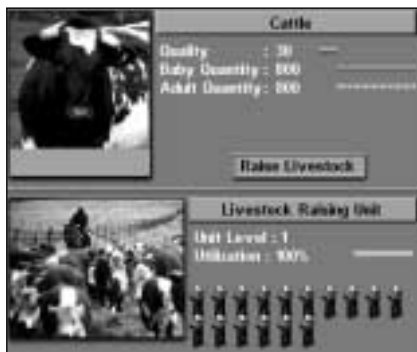 Cattle
Quality : 30
Baby Quantity : 800
Adult Quantity : 800
Raise Livestock
Livestock Raising Unit
Unit Level : 1
Utilization : 100%